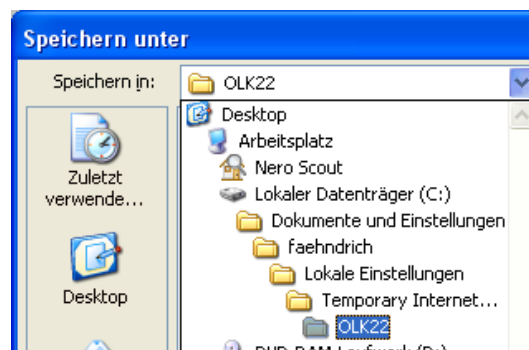 Speichern unter
Speichern in:
OLK22
Desktop
Arbeitsplatz
Nero Scout
Lokaler Datenträger (C:)
Dokumente und Einstellungen
faehndrich
Lokale Einstellungen
Temporary Internet...
OLK22
Zuletzt
verwende...
Desktop